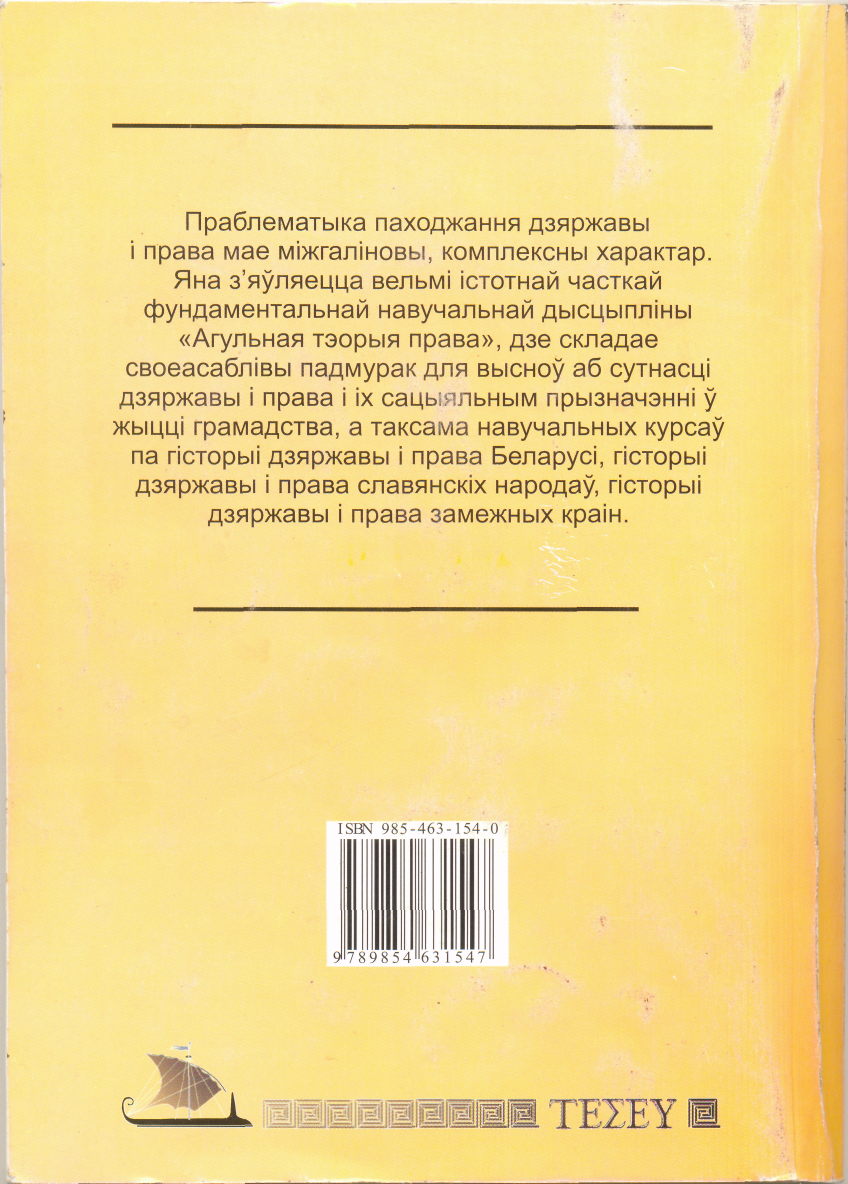 Праблематыка паходжання дзяржавы
і права мае міжгаліновы, комплексны характар.
Яна з’яўляецца вельмі істотнай часткай
фундаментальнай навучальнай дысцыпліны
«Агульная тэорыя права», дзе складае
своеасаблівы падмурак для высноў аб сутнасці
дзяржавы і права і іх сацыяльным прызначэнні ў
жыцці грамадства, а таксама навучальных курсаў
па гісторыі дзяржавы і права Беларусі, гісторыі
дзяржавы і права славянскіх народаў, гісторыі
дзяржавы і права замежных краін.
ISBN 985-463-154-0
9 789854 631547
ΤΕΣΕΥ